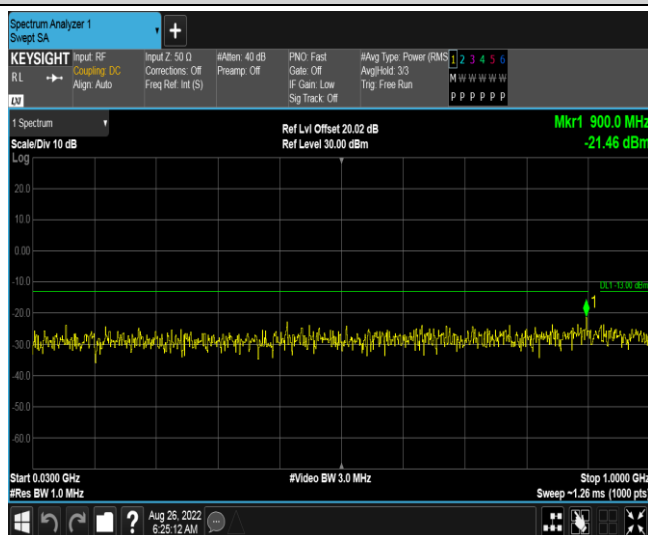 Spectrum Analyzer 1
Swept SA
+
KEYSIGHT
RL
Input: RF
Coupling: DC
Align: Auto
Input Z: 50 Ω
Corrections: Off
Freq Ref: Int (S)
#Atten: 40 dB
Preamp: Off
PNO: Fast
Gate: Off
IF Gain: Low
Sig Track: Off
#Avg Type: Power (RMS
Avg|Hold: 3/3
Trig: Free Run
1 2 3 4 5 6
M W W W W W
P P P P P P
LXI
1 Spectrum
Scale/Div 10 dB
Ref Lvl Offset 20.02 dB
Ref Level 30.00 dBm
Mkr1 900.0 MHz
-21.46 dBm
Log
20.0
10.0
0.00
-10.0
DL1 -13.00 dBm
1
-20.0
-30.0
-40.0
-50.0
-60.0
Start 0.0300 GHz
#Video BW 3.0 MHz
Stop 1.0000 GHz
#Res BW 1.0 MHz
Sweep ~1.26 ms (1000 pts)
?
Aug 26, 2022
6:25:12 AM